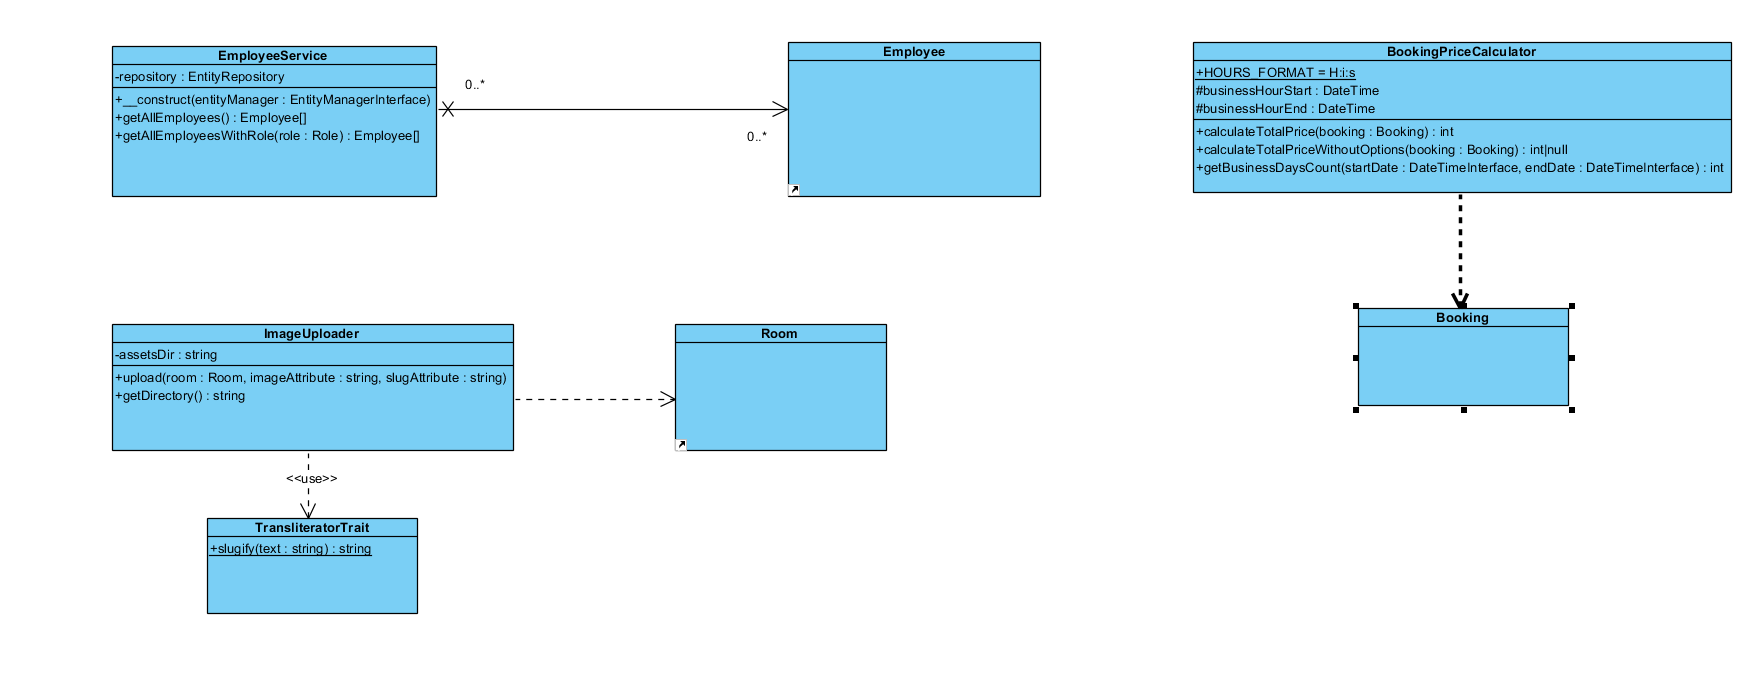 EmployeeService
-repository : EntityRepository
+__construct(entityManager : EntityManagerInterface)
+getAllEmployees() : Employee[]
+getAllEmployeesWithRole(role : Role) : Employee[]
0..*
0..*
Employee
BookingPriceCalculator
+HOURS_FORMAT = H:i:s
#businessHourStart : DateTime
#businessHourEnd : DateTime
+calculateTotalPrice(booking : Booking) : int
+calculateTotalPriceWithoutOptions(booking : Booking) : int|null
+getBusinessDaysCount(startDate : DateTimeInterface, endDate : DateTimeInterface) : int
Booking
ImageUploader
-assetsDir : string
+upload(room : Room, imageAttribute : string, slugAttribute : string)
+getDirectory() : string
Room
<<use>>
TransliteratorTrait
+slugify(text : string) : string